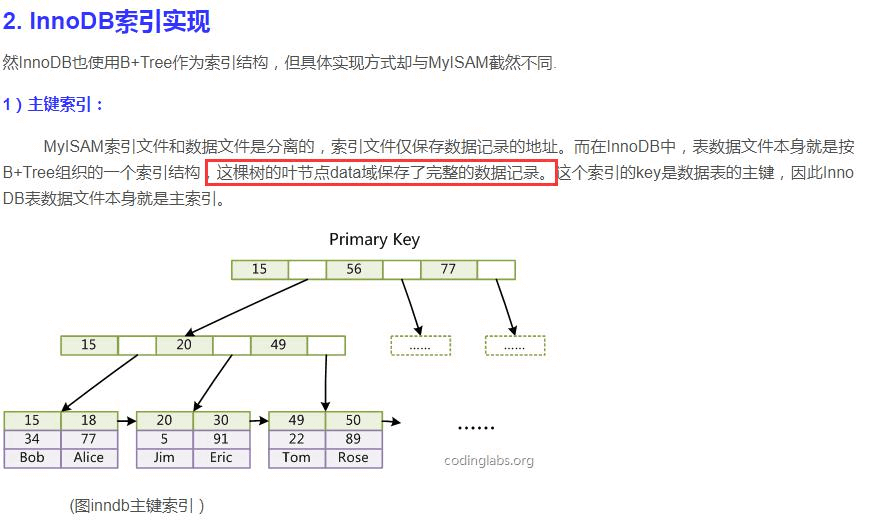 2. InnoDB索引实现
然InnoDB也使用B+Tree作为索引结构，但具体实现方式却与MyISAM截然不同.
1）主键索引：
MyISAM索引文件和数据文件是分离的，索引文件仅保存数据记录的地址。而在InnoDB中，表数据文件本身就是按
B+Tree组织的一个索引结构，这棵树的叶节点data域保存了完整的数据记录。这个索引的key是数据表的主键，因此Inno
DB表数据文件本身就是主索引。
Primary Key
15 56 77
15 20 49 …… ……
15 18 20 30 49 50 ……
34 77 5 91 22 89
Bob Alice Jim Eric Tom Rose codinglabs.org
(图inndb主键索引）